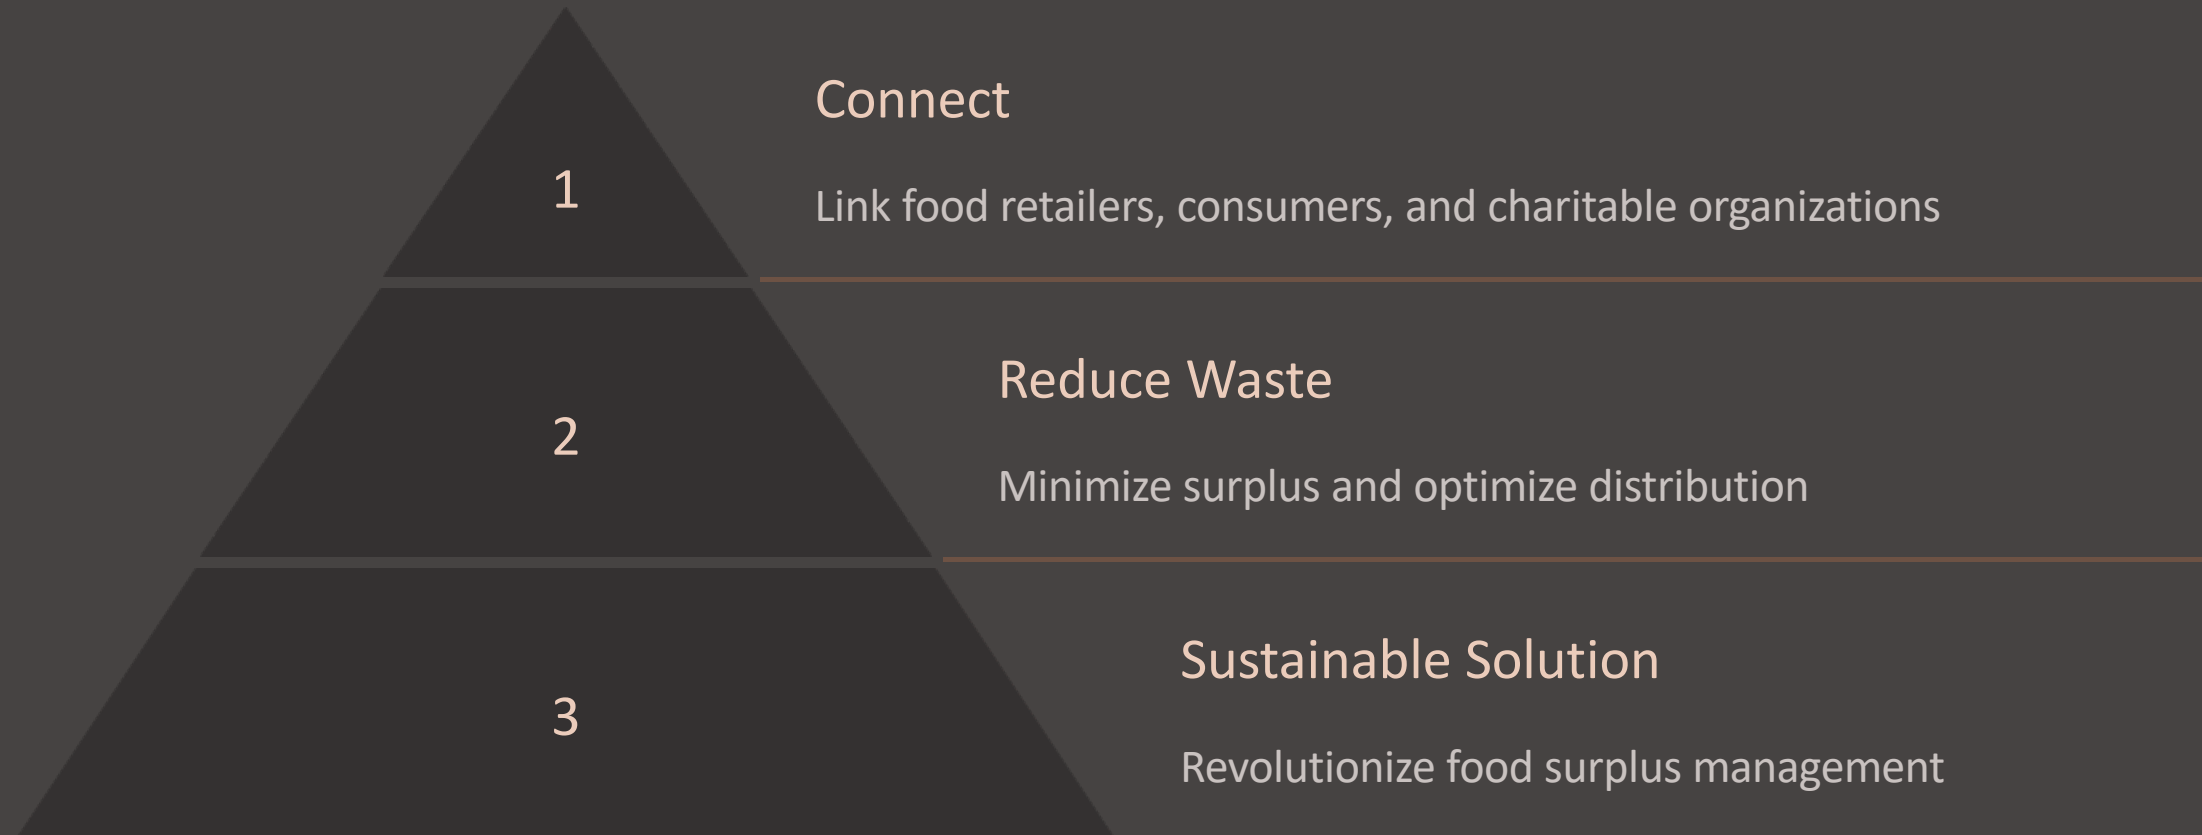 1
Connect
Link food retailers, consumers, and charitable organizations
2
Reduce Waste
Minimize surplus and optimize distribution
3
Sustainable Solution
Revolutionize food surplus management